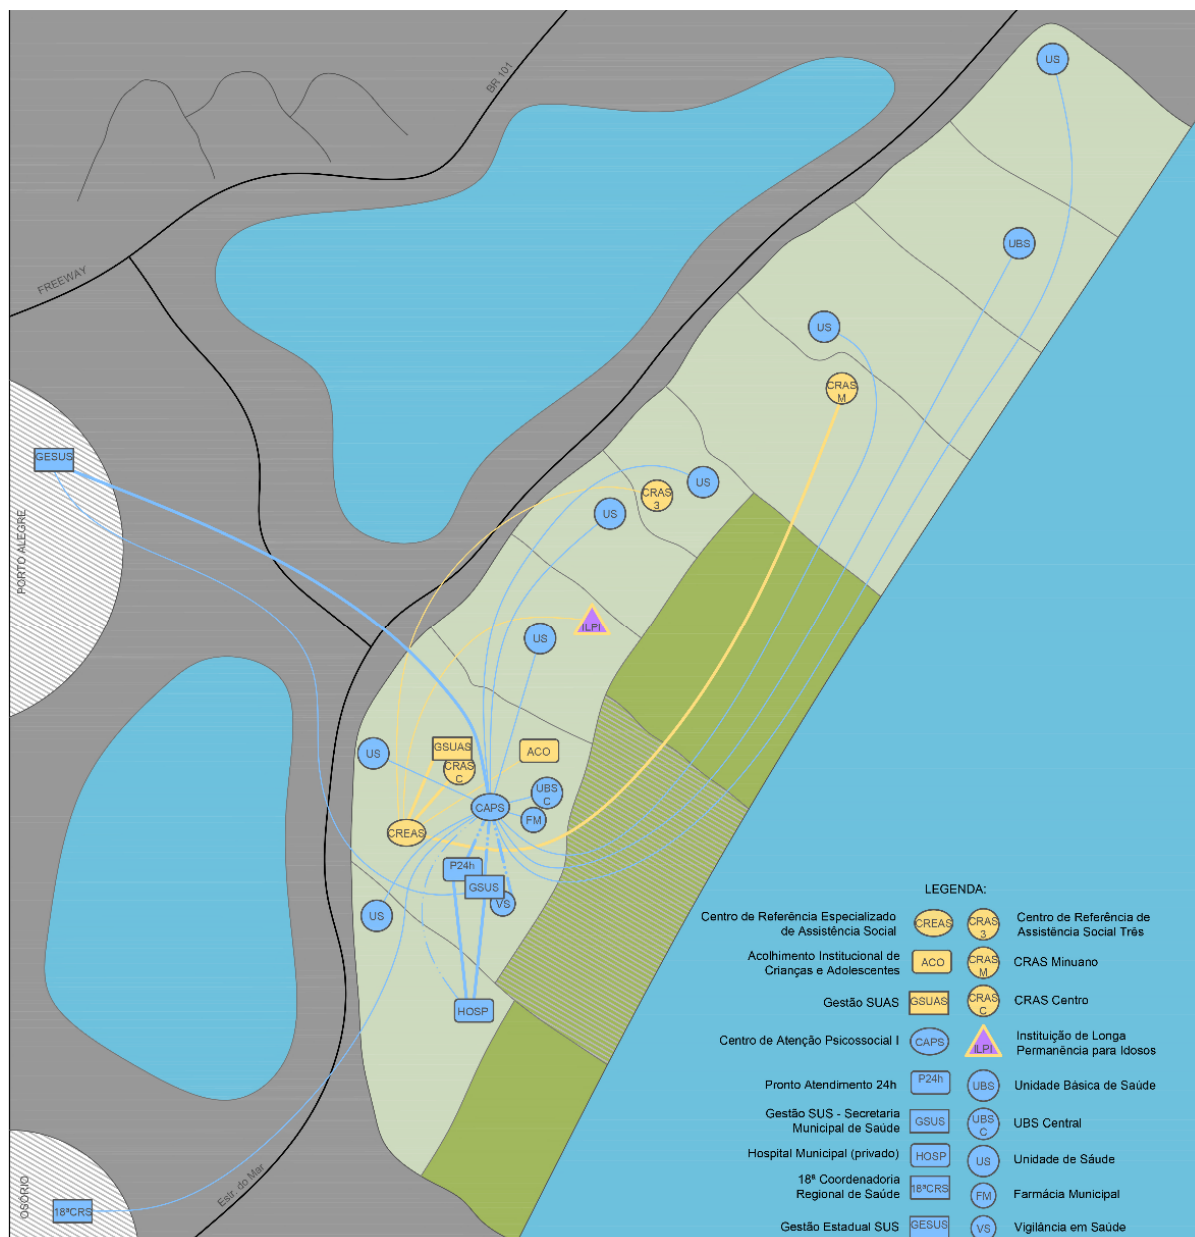 US
BR 101
UBS
FREEWAY
US
CRAS
M
GESUS
US
CRAS
3
US
PORTO ALEGRE
ILPI
US
GSUAS
ACO
US
CRAS
C
UBS
C
CAPS
FM
CREAS
P24h
GSUS
VS
US
HOSP
Estr. do Mar
OSÓRIO
18ªCRS
LEGENDA:
Centro de Referência Especializado
de Assistência Social
CREAS
CRAS
3
Centro de Referência de
Assistência Social Três
Acolhimento Institucional de
Crianças e Adolescentes
ACO
CRAS
M
CRAS Minuano
Gestão SUAS
GSUAS
CRAS
C
CRAS Centro
Centro de Atenção Psicossocial I
CAPS
ILPI
Instituição de Longa
Permanência para Idosos
Pronto Atendimento 24h
P24h
UBS
Unidade Básica de Saúde
Gestão SUS - Secretaria
Municipal de Saúde
GSUS
UBS
C
UBS Central
Hospital Municipal (privado)
HOSP
US
Unidade de Sáude
18ª Coordenadoria
Regional de Saúde
18ªCRS
FM
Farmácia Municipal
Gestão Estadual SUS
GESUS
VS
Vigilância em Saúde